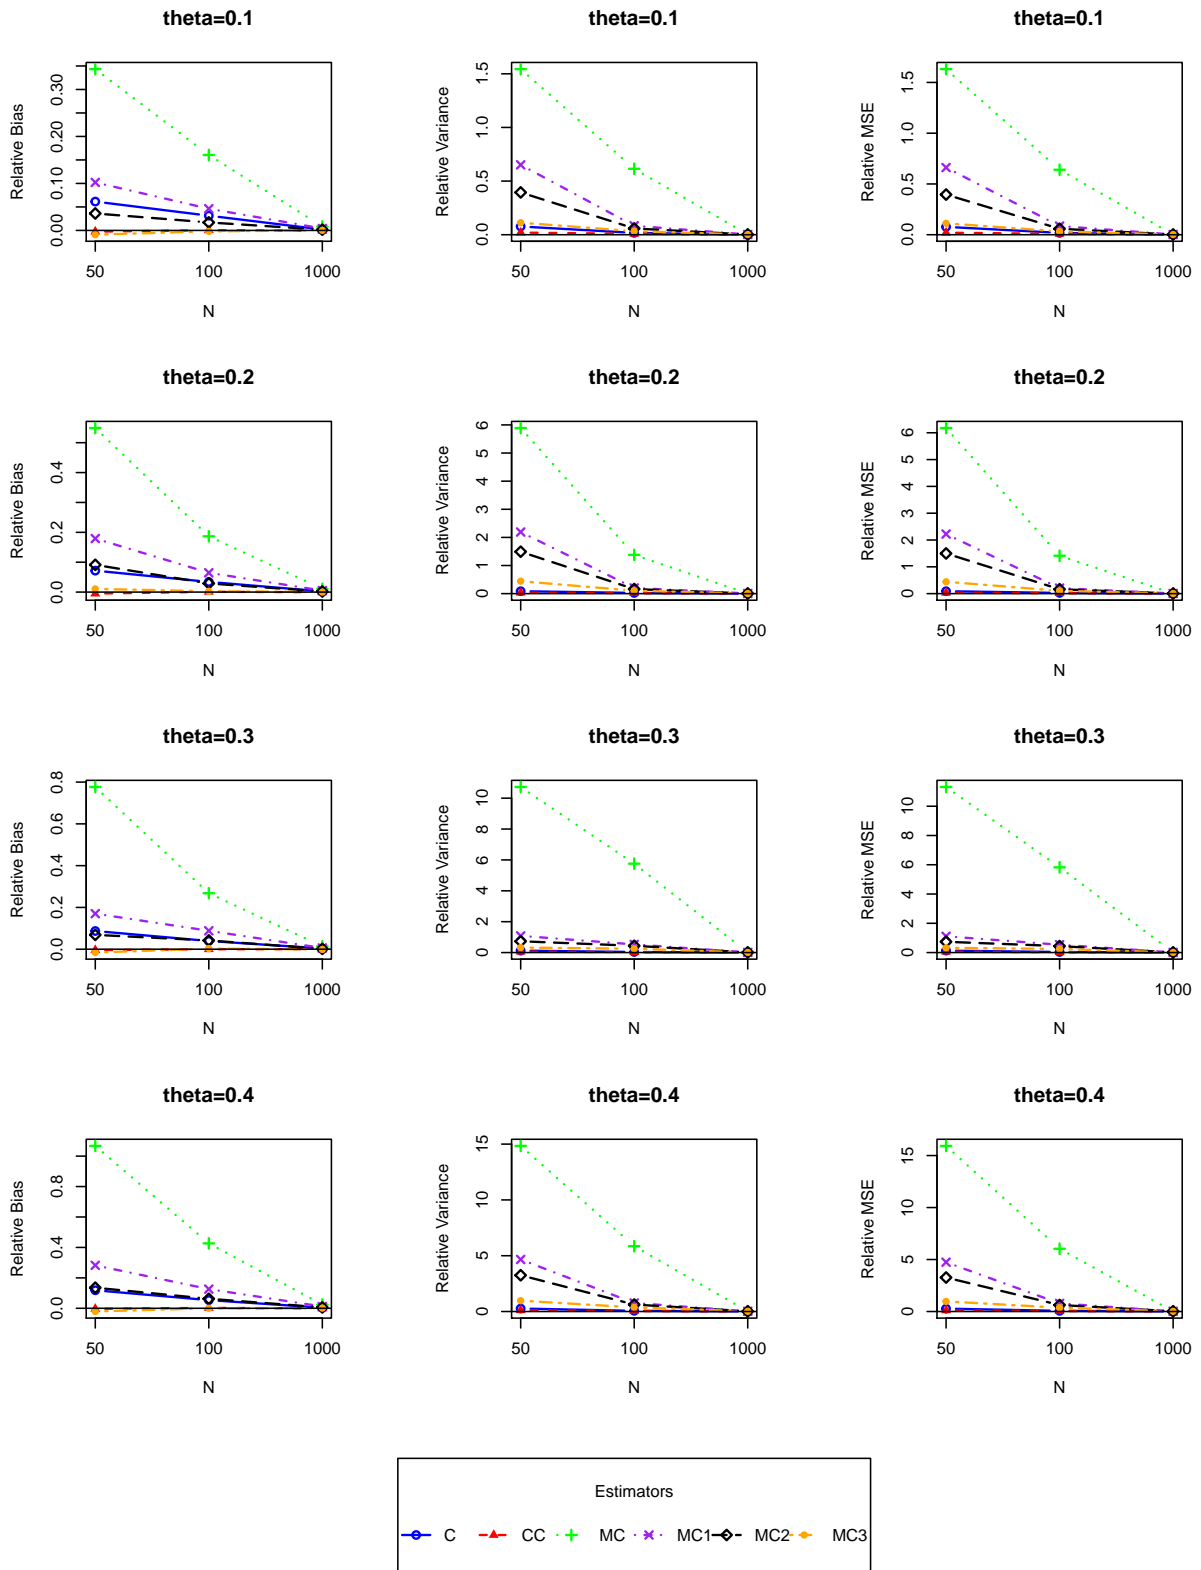 theta=0.1 theta=0.1 theta=0.1
Relative Bias
0.00 0.10 0.20 0.30
50 100 1000
N
Relative Variance
0.0 0.5 1.0 1.5
50 100 1000
N
Relative MSE
0.0 0.5 1.0 1.5
50 100 1000
N
theta=0.2 theta=0.2 theta=0.2
Relative Bias
0.0 0.2 0.4
50 100 1000
N
Relative Variance
0 1 2 3 4 5 6
50 100 1000
N
Relative MSE
0 1 2 3 4 5 6
50 100 1000
N
theta=0.3 theta=0.3 theta=0.3
Relative Bias
0.0 0.2 0.4 0.6 0.8
50 100 1000
N
Relative Variance
0 2 4 6 8 10
50 100 1000
N
Relative MSE
0 2 4 6 8 10
50 100 1000
N
theta=0.4 theta=0.4 theta=0.4
Relative Bias
0.0 0.4 0.8
50 100 1000
N
Relative Variance
0 5 10 15
50 100 1000
N
Relative MSE
0 5 10 15
50 100 1000
N
Estimators
C CC MC MC1 MC2 MC3